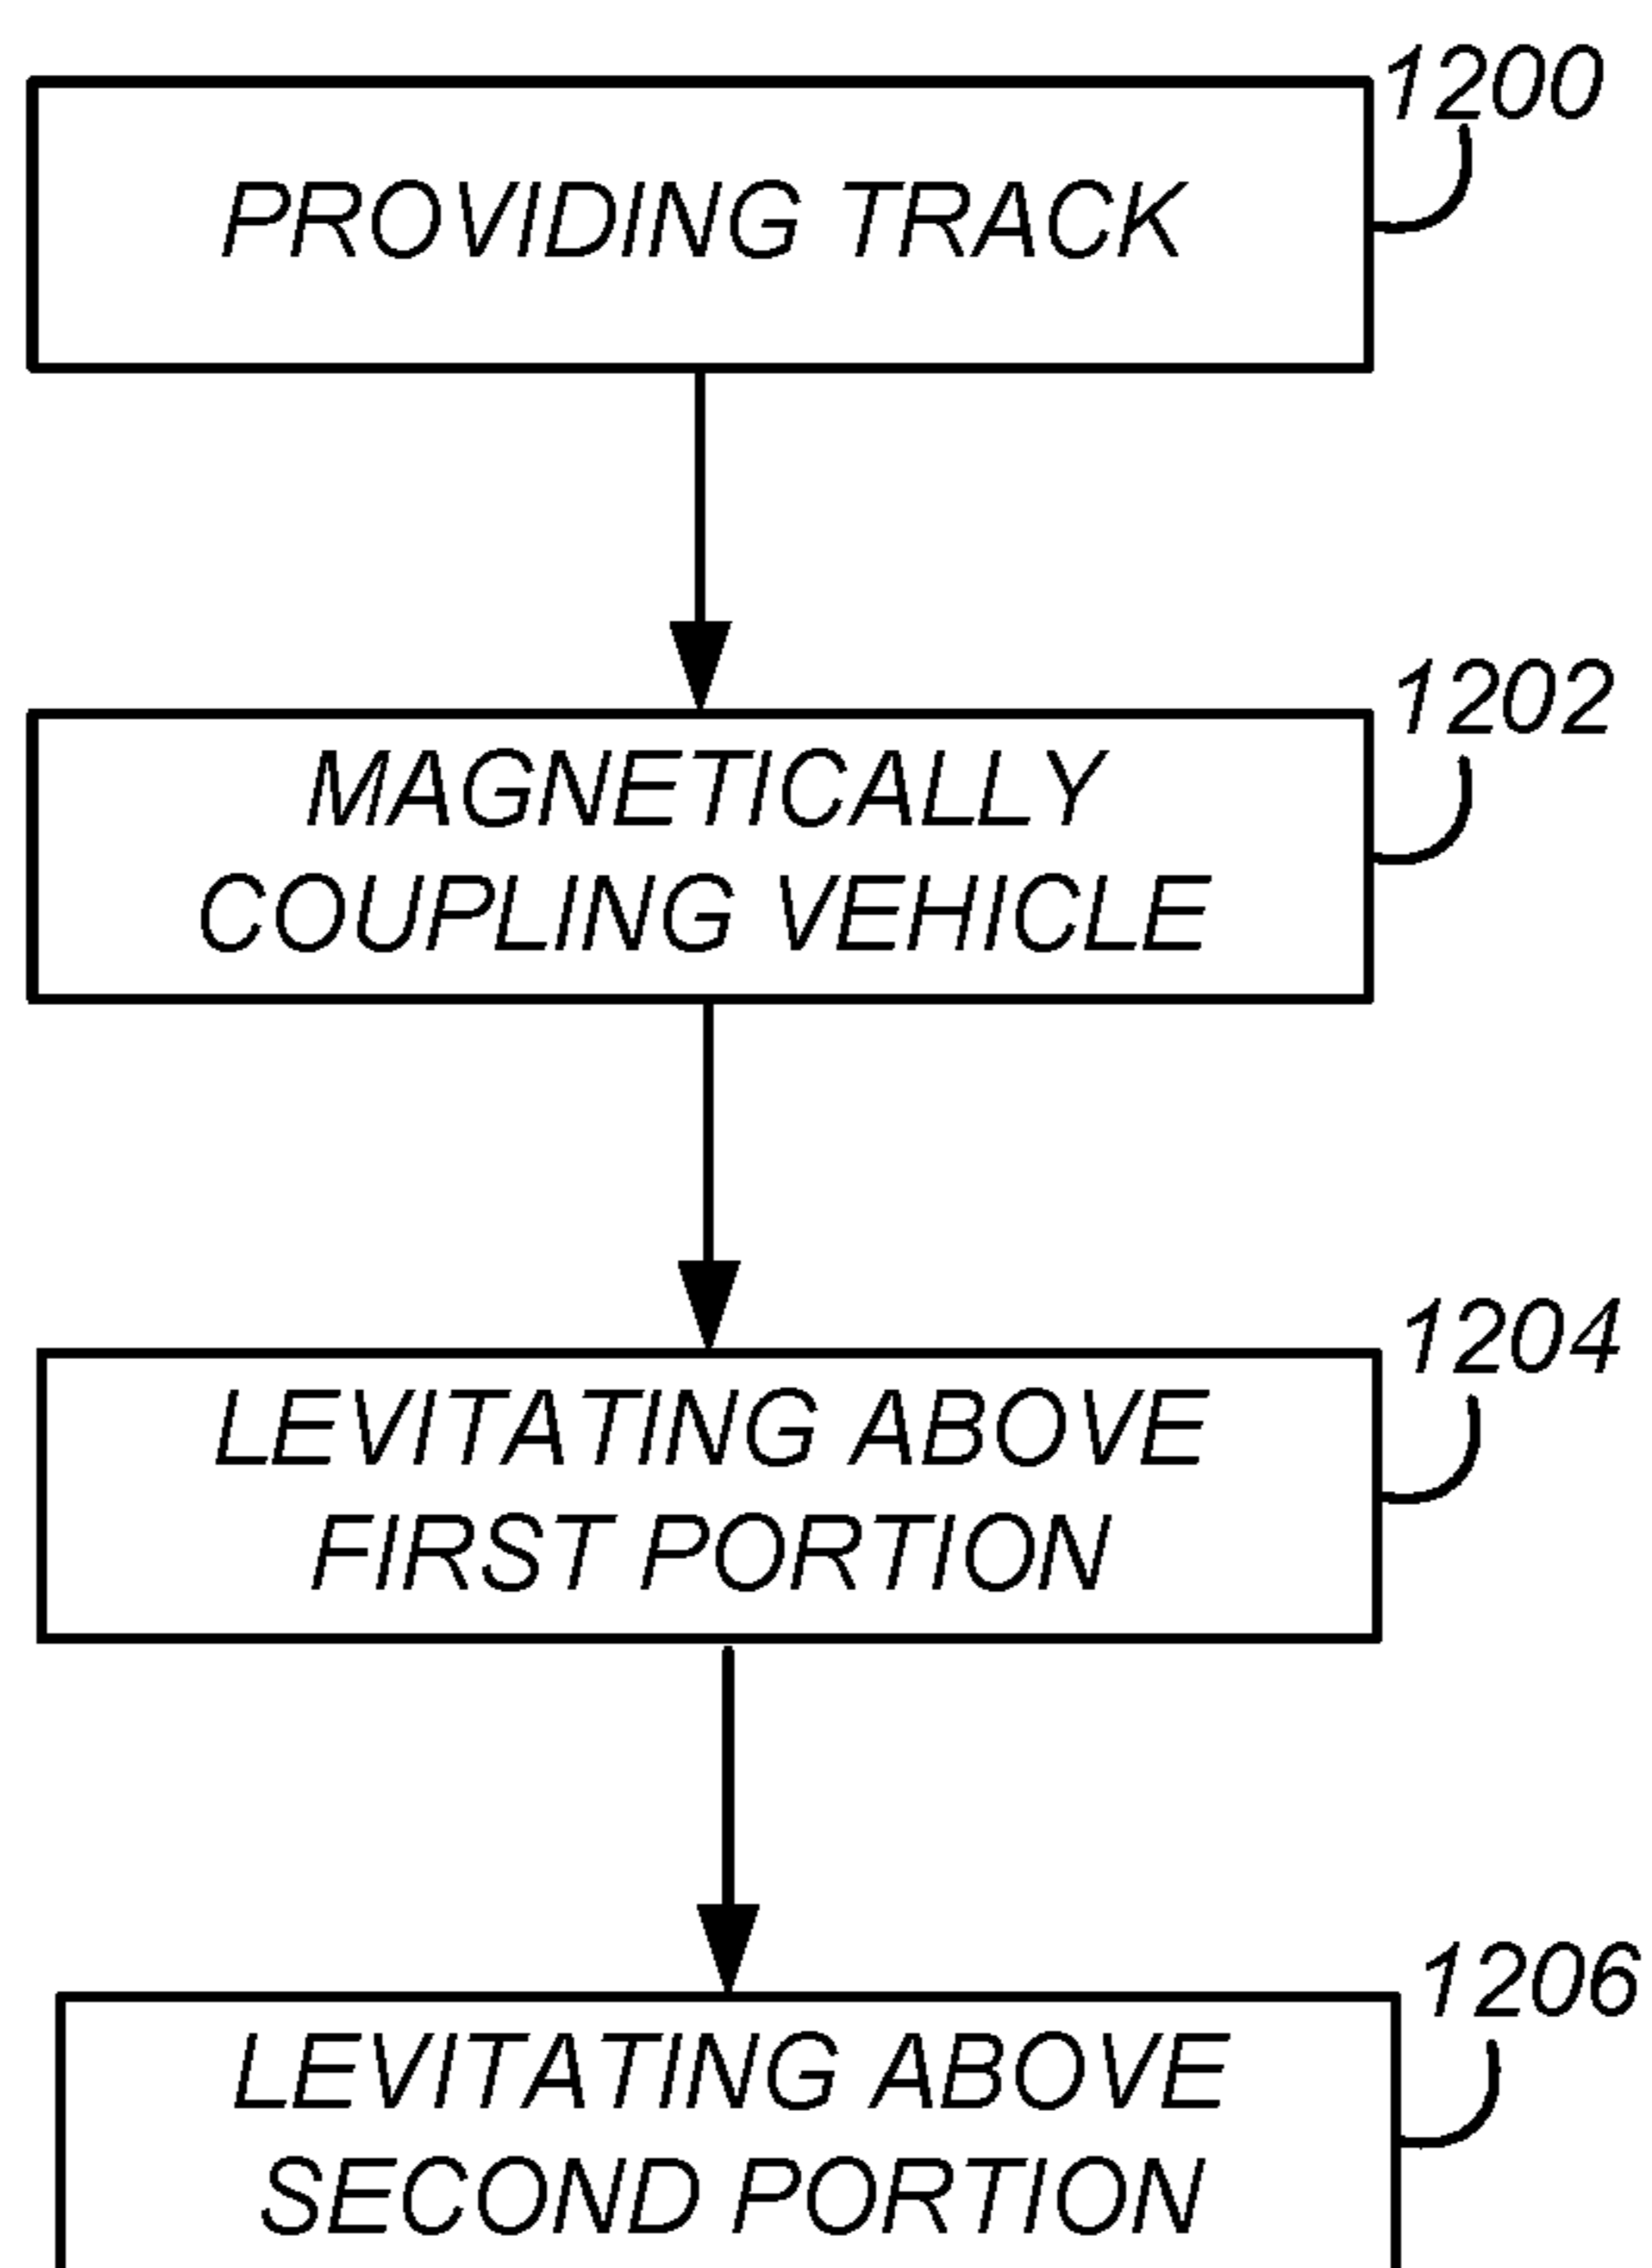 1200
PROVIDING TRACK
1202
MAGNETICALLY
COUPLING VEHICLE
1204
LEVITATING ABOVE
FIRST PORTION
1206
LEVITATING ABOVE
SECOND PORTION